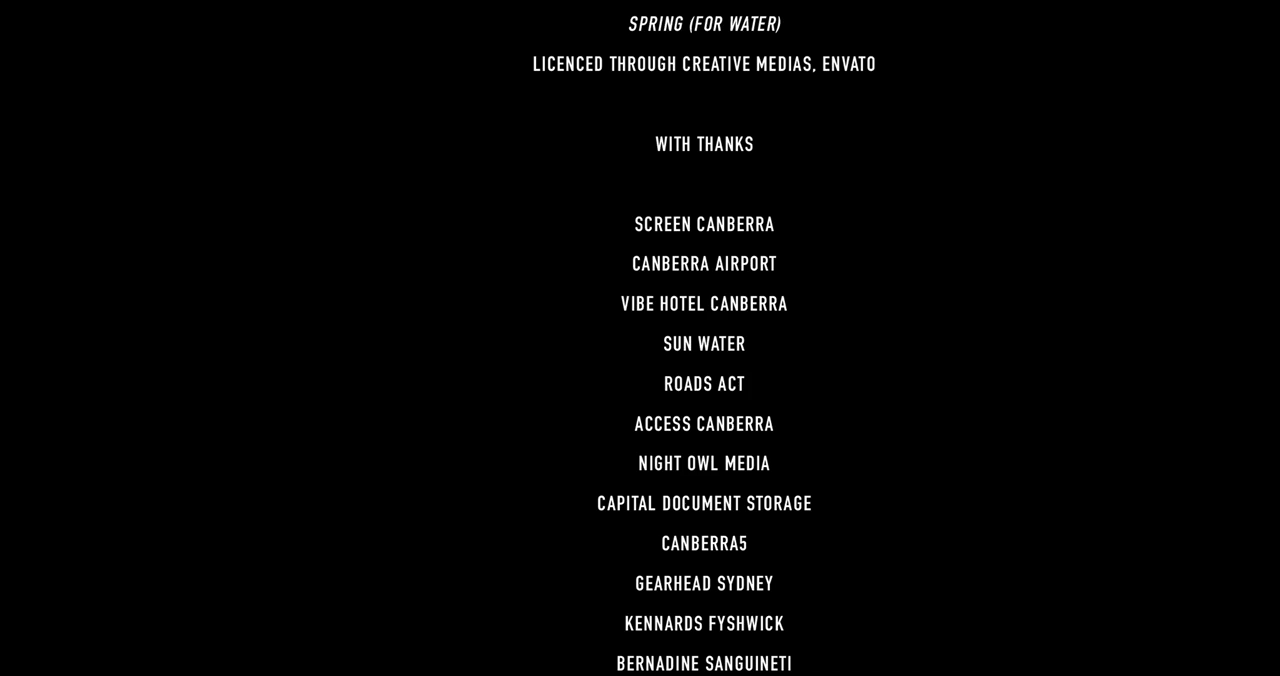 SPRING (FOR WATER)
LICENCED THROUGH CREATIVE MEDIAS, ENVATO
WITH THANKS
SCREEN CANBERRA
CANBERRA AIRPORT
VIBE HOTEL CANBERRA
SUN WATER
ROADS ACT
ACCESS CANBERRA
NIGHT OWL MEDIA
CAPITAL DOCUMENT STORAGE
CANBERRA5
GEARHEAD SYDNEY
KENNARDS FYSHWICK
BERNADINE SANGUINETI